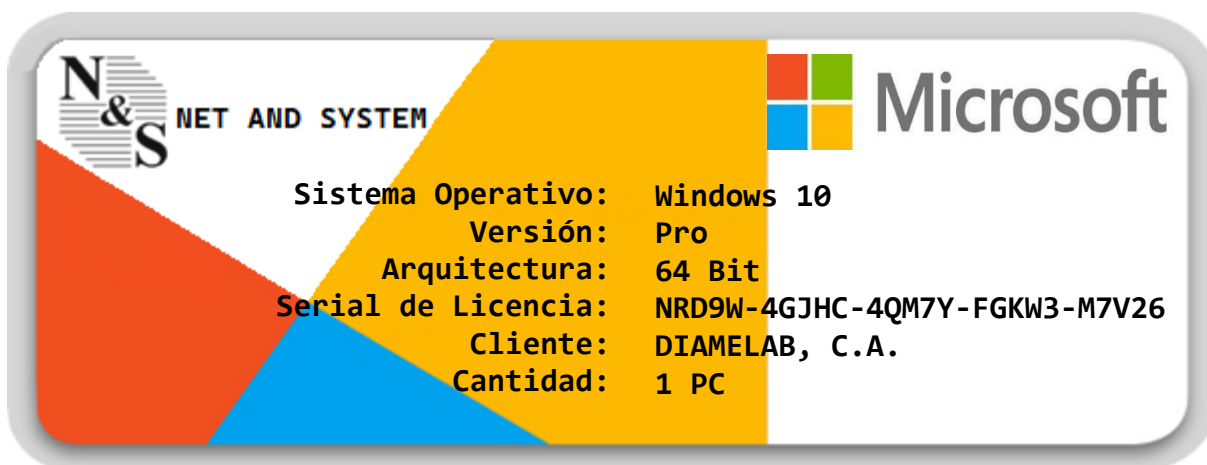 N&S NET AND SYSTEM
Microsoft
Sistema Operativo: Windows 10
Versión: Pro
Arquitectura: 64 Bit
Serial de Licencia: NRD9W-4GJHC-4QM7Y-FGKW3-M7V26
Cliente: DIAMELAB, C.A.
Cantidad: 1 PC